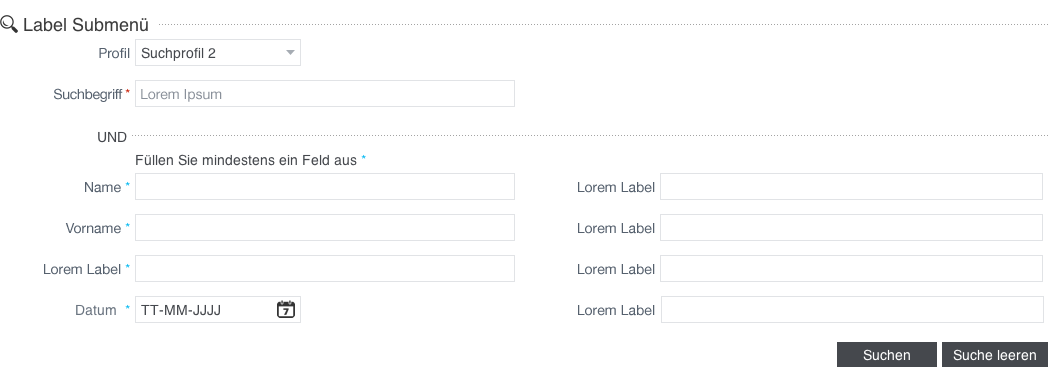 Label Submenü
Profil Suchprofil 2
Suchbegriff * Lorem Ipsum
UND
Füllen Sie mindestens ein Feld aus *
Name * Lorem Label
Vorname * Lorem Label
Lorem Label * Lorem Label
Datum * TT-MM-JJJJ 7 Lorem Label
Suchen Suche leeren